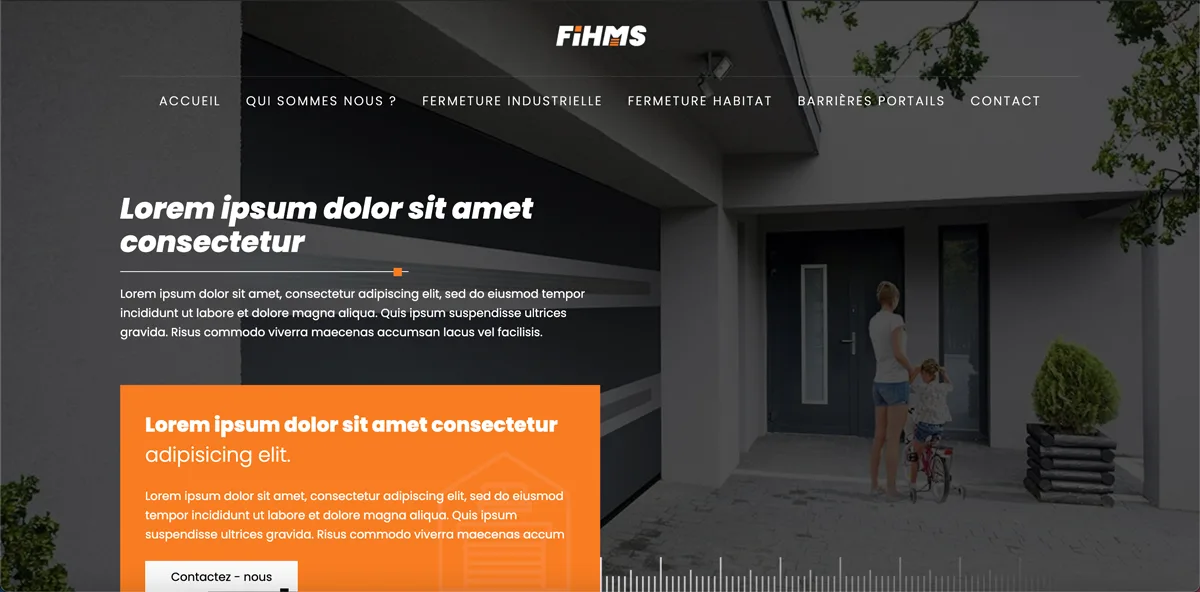 FiHMS
ACCUEIL QUI SOMMES NOUS ? FERMETURE INDUSTRIELLE FERMETURE HABITAT BARRIÈRES PORTAILS CONTACT
Lorem ipsum dolor sit amet
consectetur
Lorem ipsum dolor sit amet, consectetur adipiscing elit, sed do eiusmod tempor
incididunt ut labore et dolore magna aliqua. Quis ipsum suspendisse ultrices
gravida. Risus commodo viverra maecenas accumsan lacus vel facilisis.
Lorem ipsum dolor sit amet consectetur
adipisicing elit.
Lorem ipsum dolor sit amet, consectetur adipiscing elit, sed do eiusmod
tempor incididunt ut labore et dolore magna aliqua. Quis ipsum
suspendisse ultrices gravida. Risus commodo viverra maecenas accum
Contactez - nous